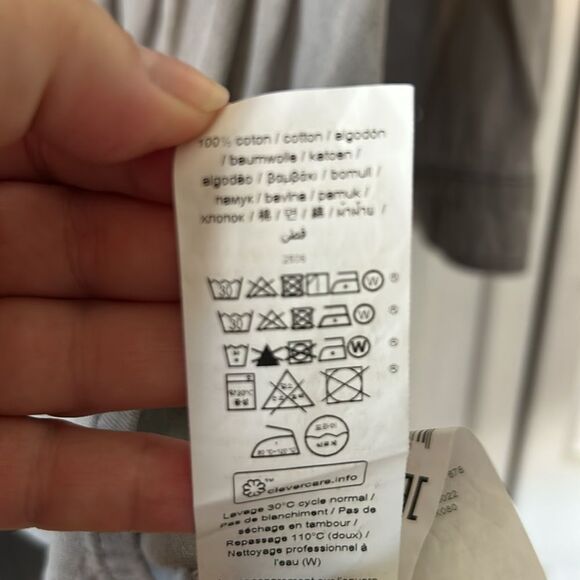 100% coton / cotton / algodón
/ baumwolle / katoen /
algodão / βαμβάκι / bomull /
памук / bavlna / pamuk /
хлопок / 棉 / 면 / 綿 / ผ้าฝ้าย /
قطن
30 W ®
30 ®
W ®
clevercare.info
Lavage 30°C cycle normal /
Pas de blanchiment / Pas de
séchage en tambour /
Repassage 110°C (doux) /
Nettoyage professionnel à
l'eau (W)